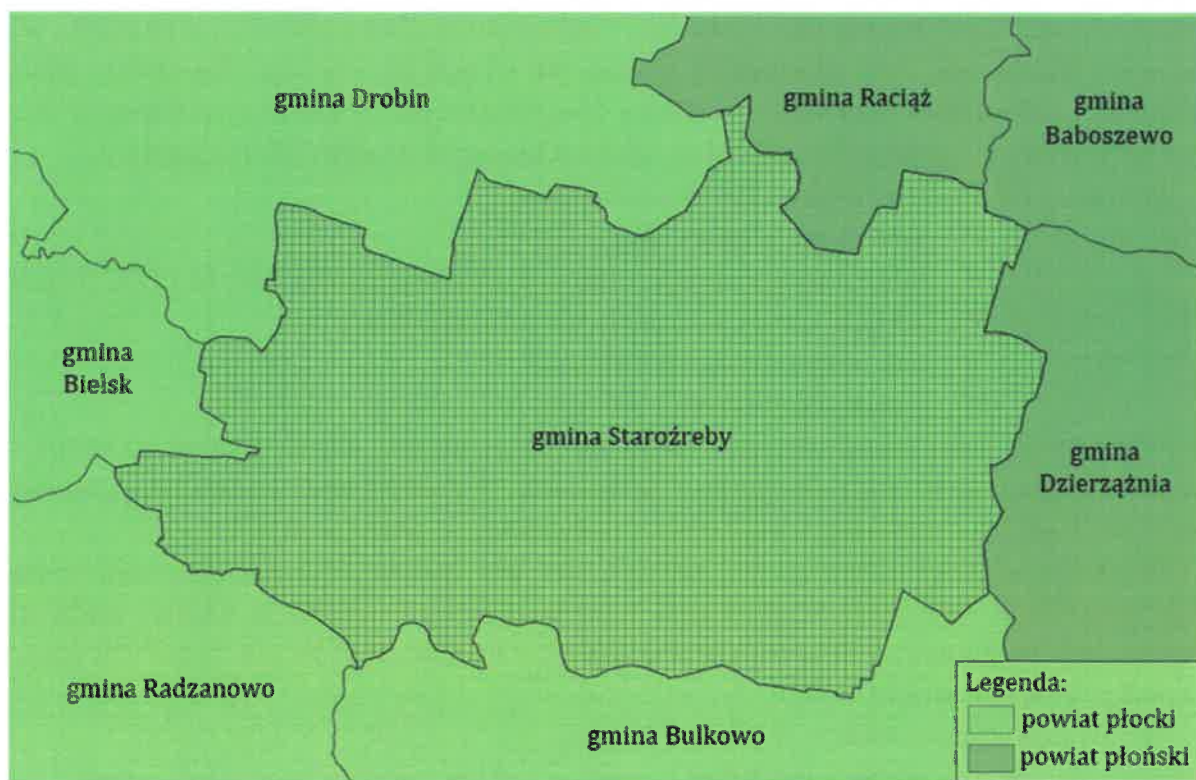 gmina Drobin
gmina Raciąż
gmina
Baboszewo
gmina
Bielsk
gmina Staroźreby
gmina
Dzierzążnia
gmina Radzanowo
gmina Bulkowo
Legenda:
powiat płocki
powiat płoński